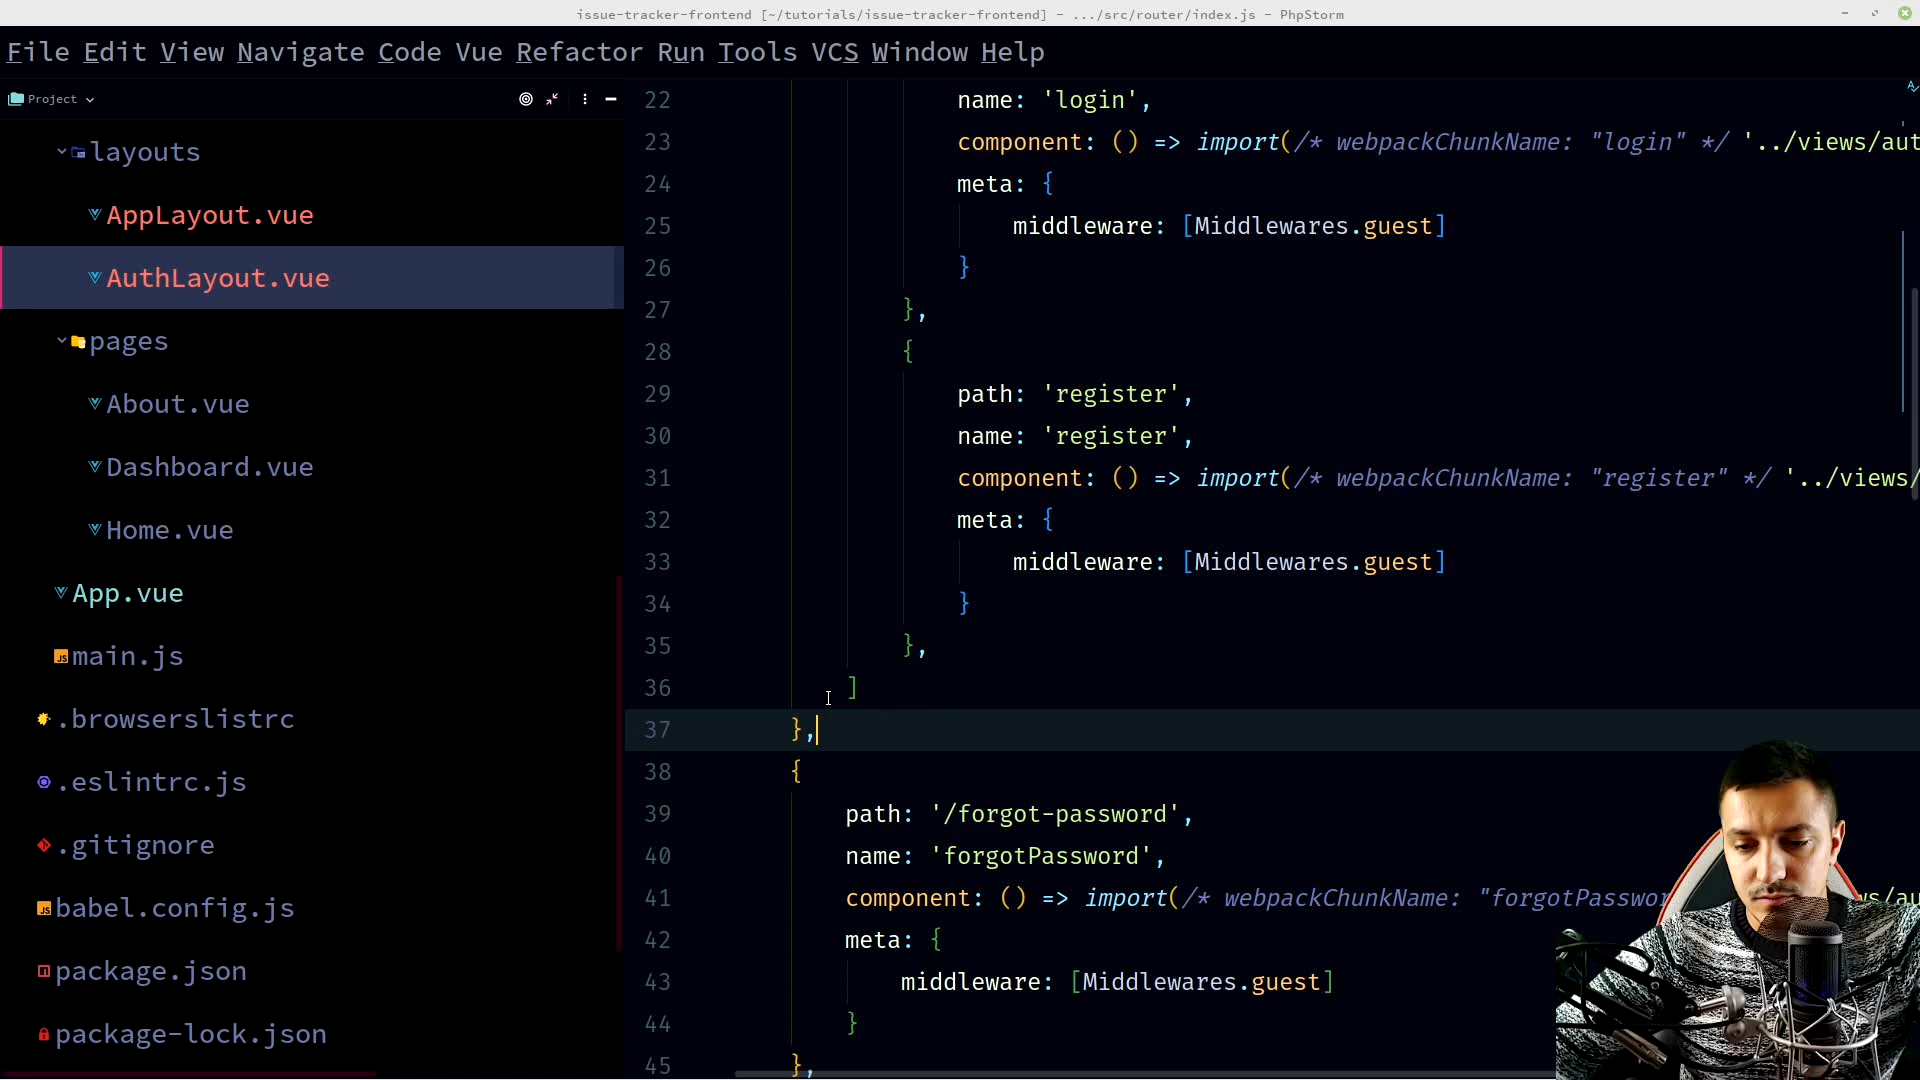 issue-tracker-frontend [~/tutorials/issue-tracker-frontend] – .../src/router/index.js – PhpStorm
File Edit View Navigate Code Vue Refactor Run Tools VCS Window Help
Project
layouts
AppLayout.vue
AuthLayout.vue
pages
About.vue
Dashboard.vue
Home.vue
App.vue
main.js
.browserslistrc
.eslintrc.js
.gitignore
babel.config.js
package.json
package-lock.json
22 name: 'login',
23 component: () => import(/* webpackChunkName: "login" */ '../views/aut
24 meta: {
25 middleware: [Middlewares.guest]
26 }
27 },
28 {
29 path: 'register',
30 name: 'register',
31 component: () => import(/* webpackChunkName: "register" */ '../views/
32 meta: {
33 middleware: [Middlewares.guest]
34 }
35 },
36 ]
37 },
38 {
39 path: '/forgot-password',
40 name: 'forgotPassword',
41 component: () => import(/* webpackChunkName: "forgotPasswor ws/au
42 meta: {
43 middleware: [Middlewares.guest]
44 }
45 },